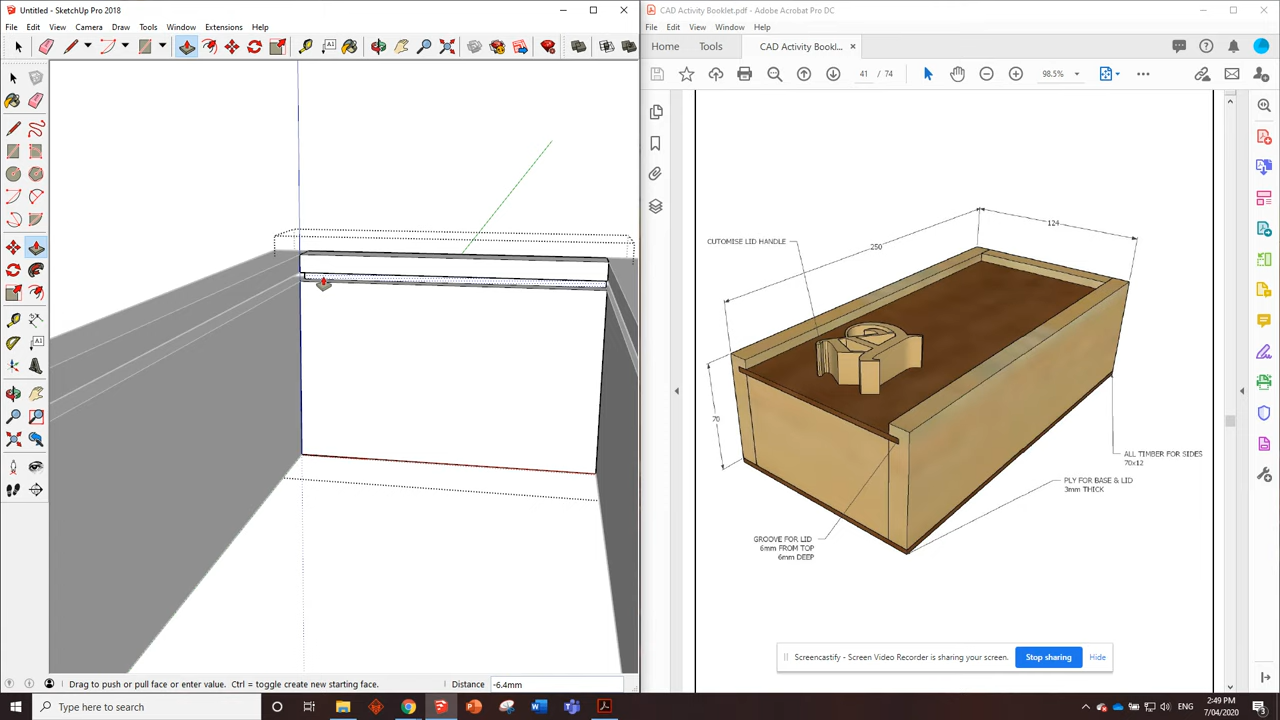 Untitled - SketchUp Pro 2018
File Edit View Camera Draw Tools Window Extensions Help
Drag to push or pull face or enter value. Ctrl = toggle create new starting face.
Distance -6.4mm
CAD Activity Booklet.pdf - Adobe Acrobat Pro DC
File Edit View Window Help
Home Tools CAD Activity Bookl... ×
41 / 74 98.5%
124
250
CUTOMISE LID HANDLE
70
ALL TIMBER FOR SIDES
70x12
PLY FOR BASE & LID
3mm THICK
GROOVE FOR LID
6mm FROM TOP
6mm DEEP
Screencastify - Screen Video Recorder is sharing your screen. Stop sharing Hide
Type here to search
ENG
2:49 PM
7/04/2020